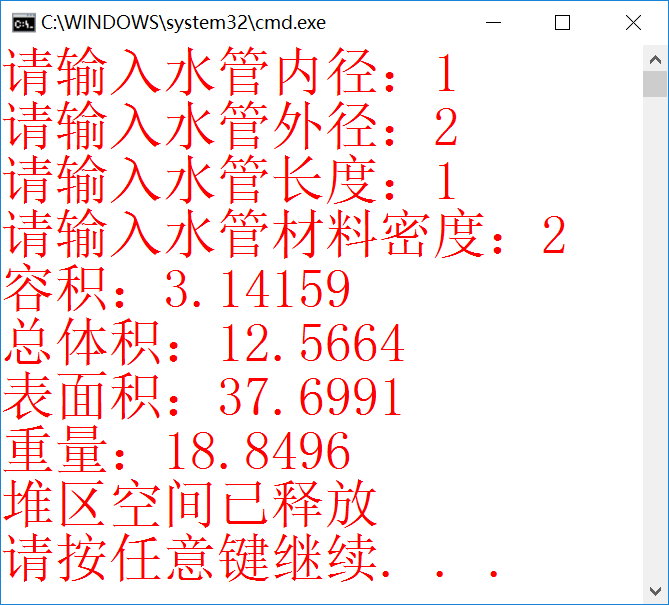 C:\WINDOWS\system32\cmd.exe
请输入水管内径：1
请输入水管外径：2
请输入水管长度：1
请输入水管材料密度：2
容积：3.14159
总体积：12.5664
表面积：37.6991
重量：18.8496
堆区空间已释放
请按任意键继续. . .